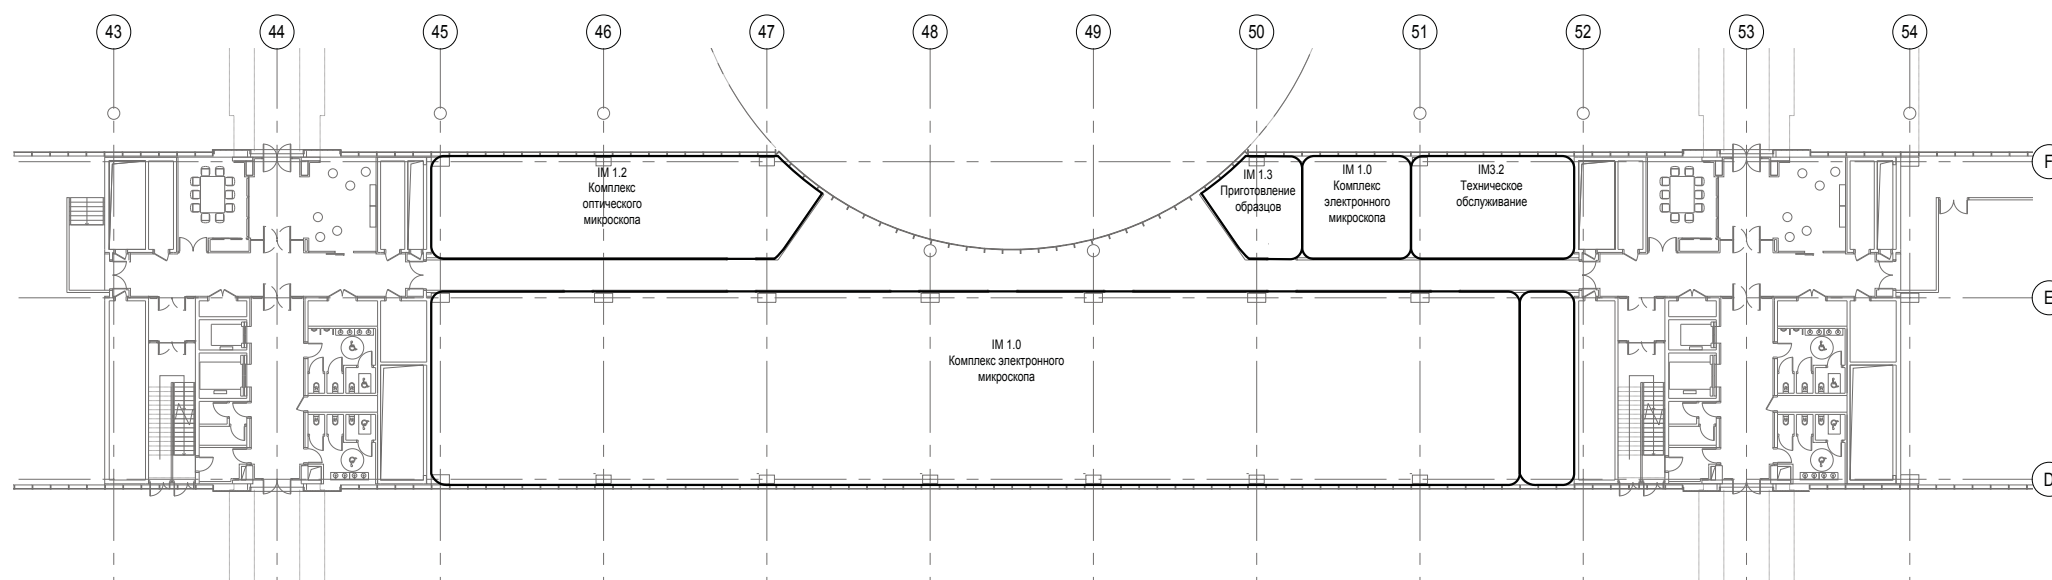 43 44 45 46 47 48 49 50 51 52 53 54
F
IM 1.2
Комплекс
оптического
микроскопа
IM 1.3
Приготовление
образцов
IM 1.0
Комплекс
электронного
микроскопа
IM3.2
Техническое
обслуживание
E
IM 1.0
Комплекс электронного
микроскопа
D